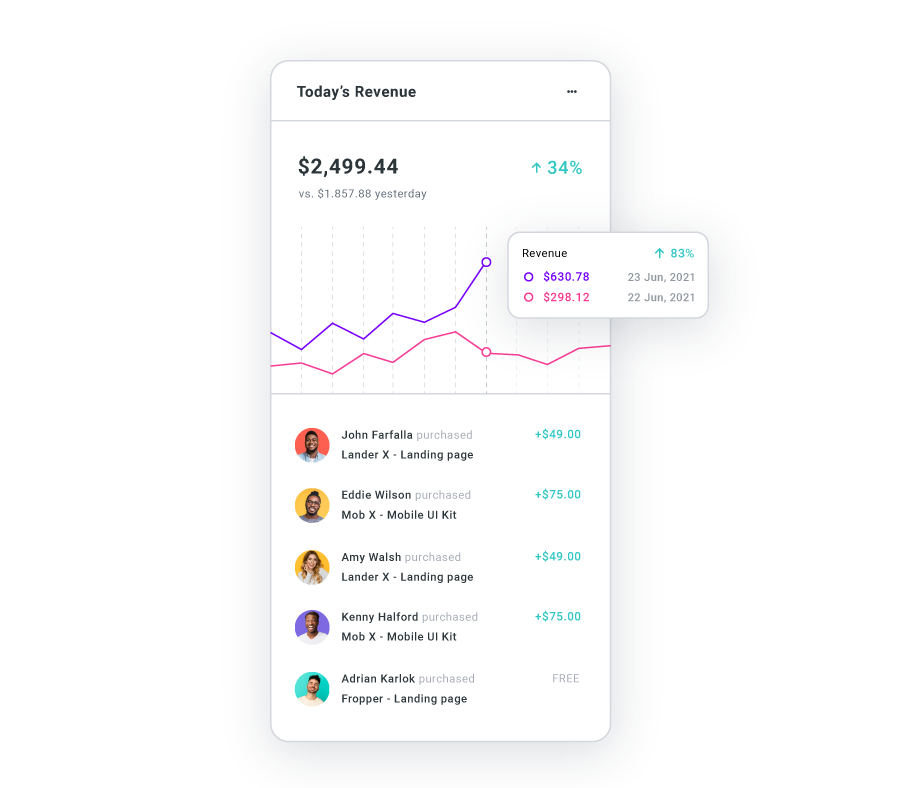 Today’s Revenue ···
$2,499.44 ↑ 34%
vs. $1.857.88 yesterday
Revenue ↑ 83%
$630.78 23 Jun, 2021
$298.12 22 Jun, 2021
John Farfalla purchased +$49.00
Lander X - Landing page
Eddie Wilson purchased +$75.00
Mob X - Mobile UI Kit
Amy Walsh purchased +$49.00
Lander X - Landing page
Kenny Halford purchased +$75.00
Mob X - Mobile UI Kit
Adrian Karlok purchased FREE
Fropper - Landing page